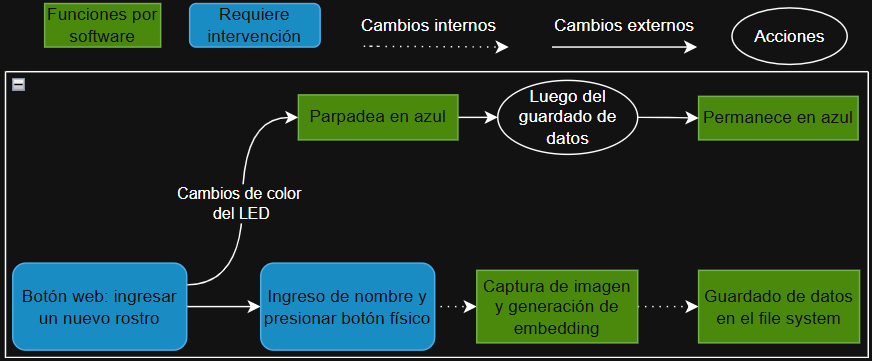 Funciones por
software
Requiere
intervención
Cambios internos
Cambios externos
Acciones
Parpadea en azul
Luego del
guardado de
datos
Permanece en azul
Cambios de color
del LED
Botón web: ingresar
un nuevo rostro
Ingreso de nombre y
presionar botón físico
Captura de imagen
y generación de
embedding
Guardado de datos
en el file system